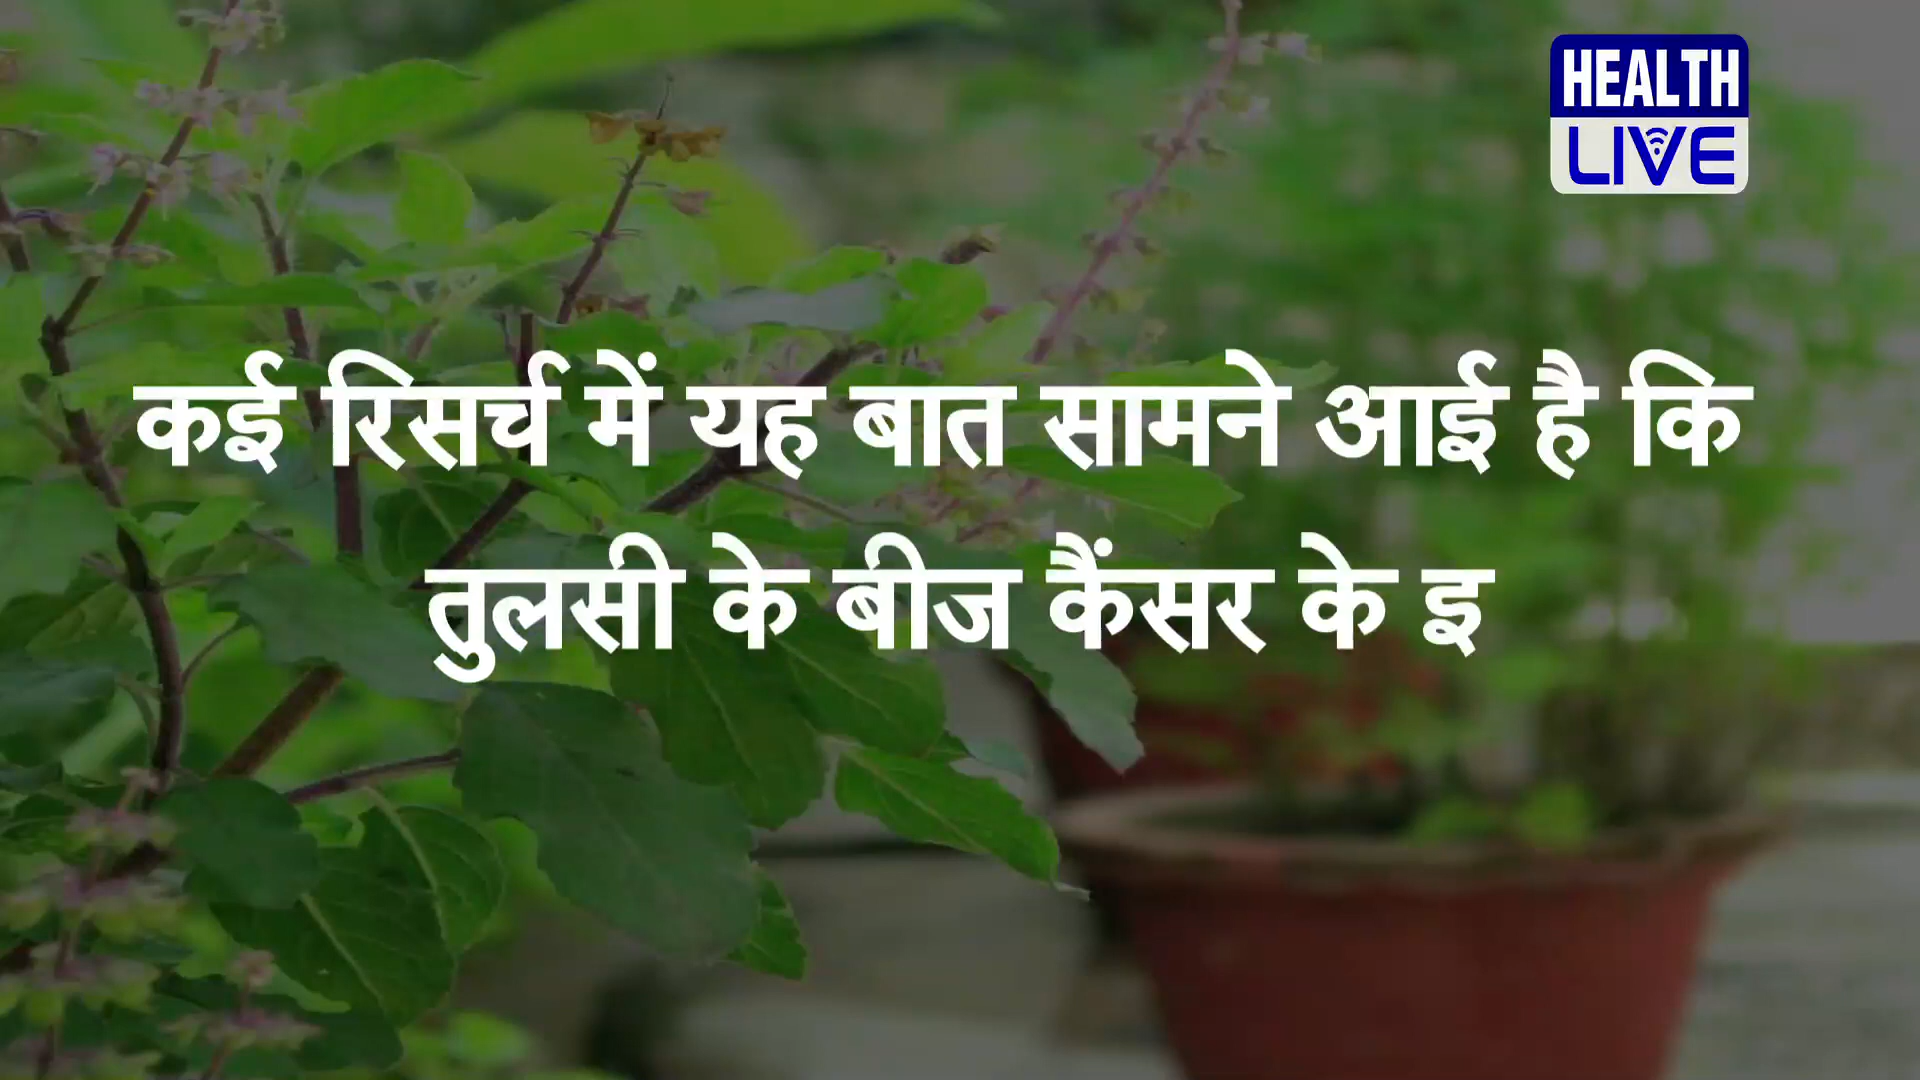 HEALTH
LIVE
कई रिसर्च में यह बात सामने आई है कि
तुलसी के बीज कैंसर के इ